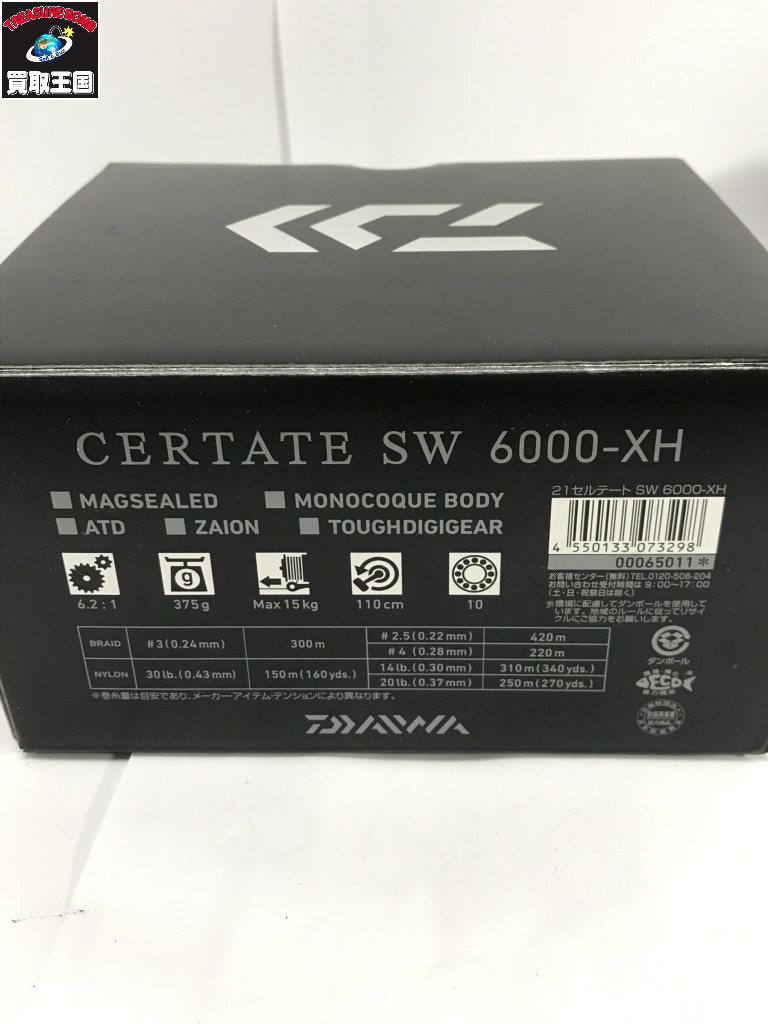 TREASURE BOMB
買取王国
CERTATE SW 6000-XH
MAGSEALED
MONOCOQUE BODY
ATD
ZAION
TOUGHDIGIGEAR
21セルテート SW 6000-XH
4 550133 073298
00065011*
お客様センター(無料)TEL.0120-506-204
お問い合わせ受付時間は 9:00〜17:00
(土・日・祝祭日は除く)
※環境に配慮してダンボールを使用して
います。地域のルールに従ってリサイ
クルにご協力をお願いします。
g
6.2:1
375g
Max 15kg
110cm
10
BRAID #3(0.24mm) 300m #2.5(0.22mm) 420m
#4 (0.28mm) 220m
NYLON 30lb.(0.43mm) 150m(160yds.) 14lb.(0.30mm) 310m(340yds.)
20lb.(0.37mm) 250m(270yds.)
※巻糸量は目安であり、メーカー・アイテム・テンションにより異なります。
ダンボール
DAIWA